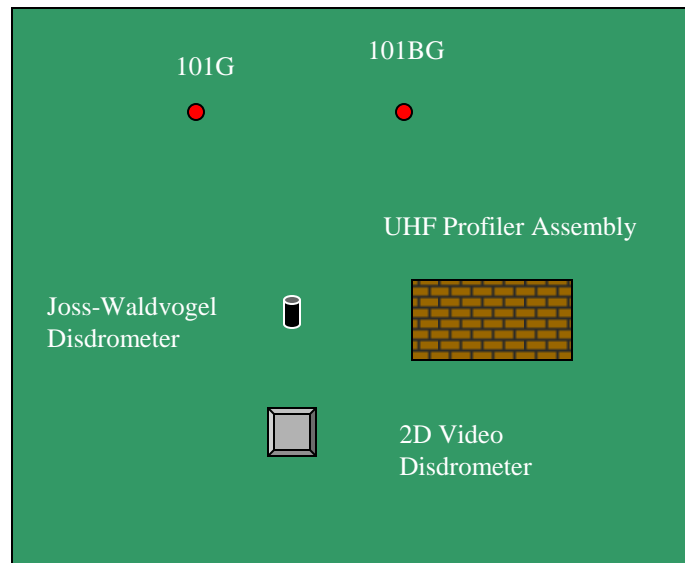 101G
101BG
UHF Profiler Assembly
Joss-Waldvogel
Disdrometer
2D Video
Disdrometer